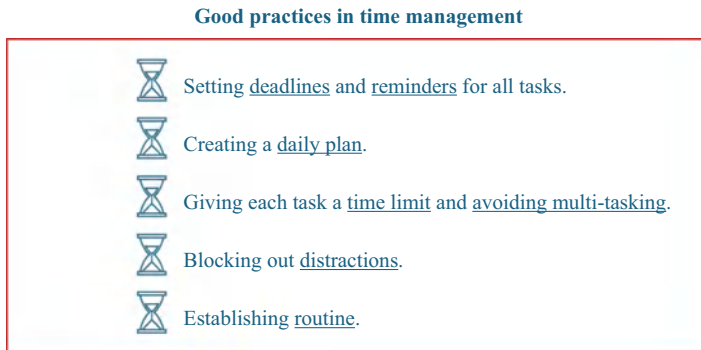 Good practices in time management
Setting deadlines and reminders for all tasks.
Creating a daily plan.
Giving each task a time limit and avoiding multi-tasking.
Blocking out distractions.
Establishing routine.